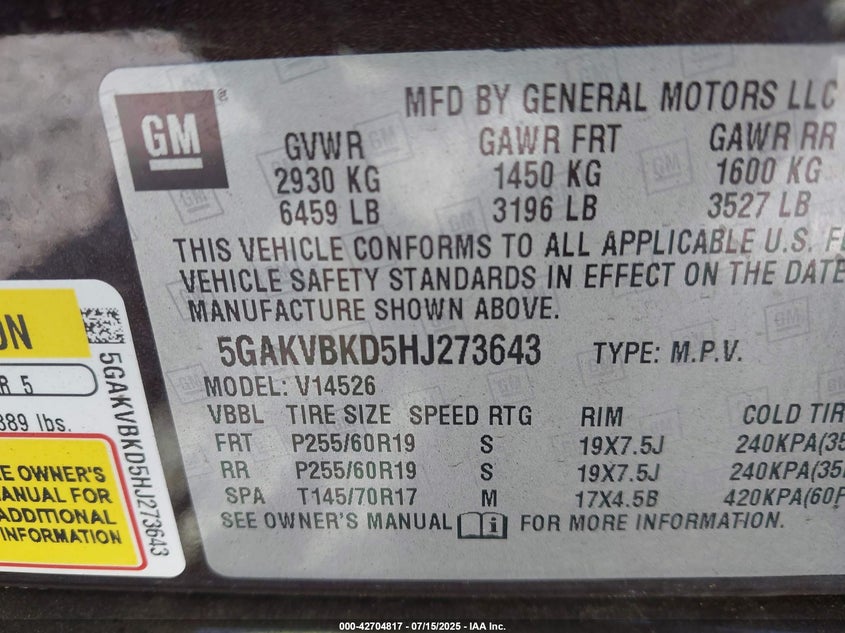 GM
®
MFD BY GENERAL MOTORS LLC
GVWR GAWR FRT GAWR RR
2930 KG 1450 KG 1600 KG
6459 LB 3196 LB 3527 LB
THIS VEHICLE CONFORMS TO ALL APPLICABLE U.S.
VEHICLE SAFETY STANDARDS IN EFFECT ON THE DATE
MANUFACTURE SHOWN ABOVE.
5GAKVBKD5HJ273643 TYPE: M.P.V.
MODEL: V14526
VBBL TIRE SIZE SPEED RTG RIM COLD
FRT P255/60R19 S 19X7.5J 240KPA(35
RR P255/60R19 S 19X7.5J 240KPA(35
SPA T145/70R17 M 17X4.5B 420KPA(60
SEE OWNER'S MANUAL i FOR MORE INFORMATION.
R 5
389 lbs.
OWNER'S
MANUAL FOR
ADDITIONAL
INFORMATION
5GAKVBKD5HJ273643
000-42704817 - 07/15/2025 - IAA Inc.